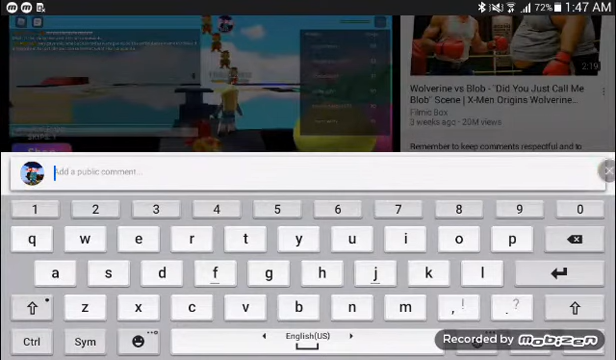 72% 1:47 AM
2:19
Wolverine vs Blob - "Did You Just Call Me
Blob" Scene | X-Men Origins Wolverine...
Filmic Box
3 weeks ago · 20M views
Reminder to keep comments respectful and to
Add a public comment...
1 2 3 4 5 6 7 8 9 0
q w e r t y u i o p
a s d f g h j k l
z x c v b n m , ! . ?
Ctrl Sym English(US)
Recorded by mobizen